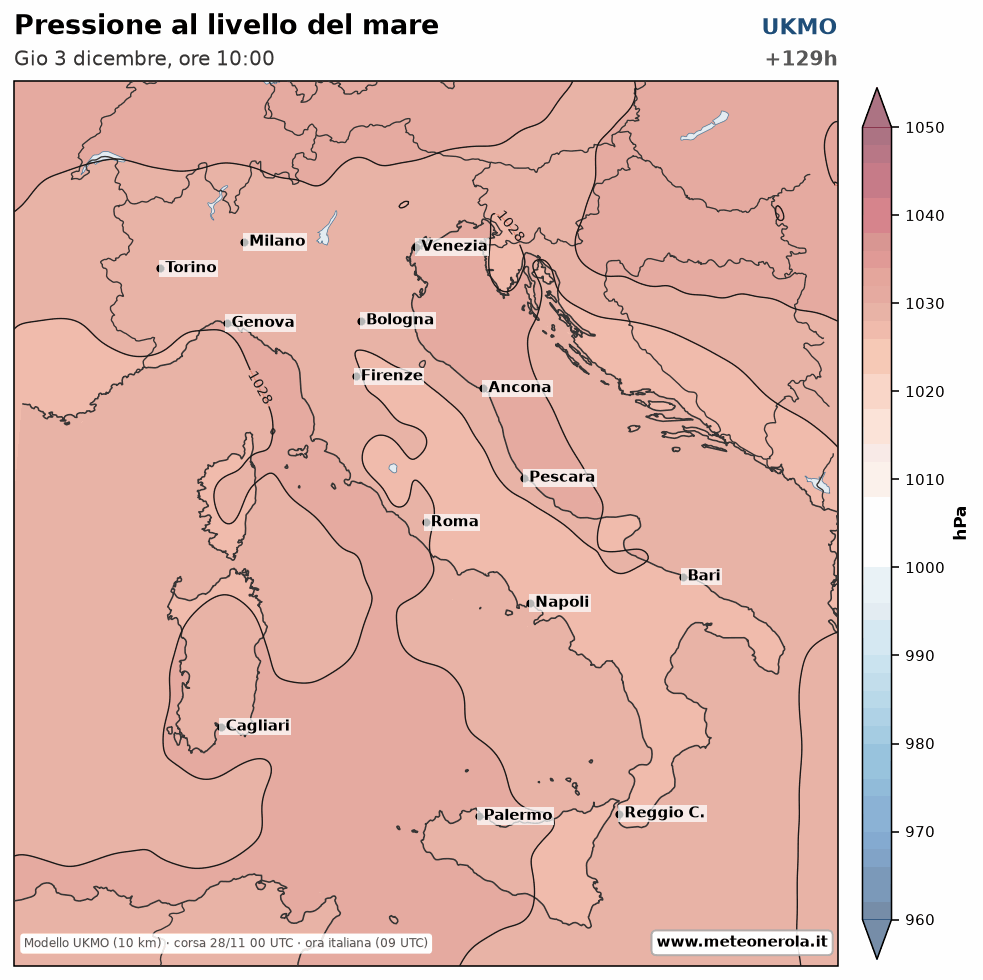 Pressione al livello del mare
UKMO
Gio 3 dicembre, ore 10:00
+129h
1050
1040
1030
1020
1010
1000
990
980
970
960
hPa
1028
Milano
Venezia
Torino
Genova
Bologna
Firenze
1028
Ancona
Pescara
Roma
Bari
Napoli
Cagliari
Palermo
Reggio C.
Modello UKMO (10 km) · corsa 28/11 00 UTC · ora italiana (09 UTC)
www.meteonerola.it